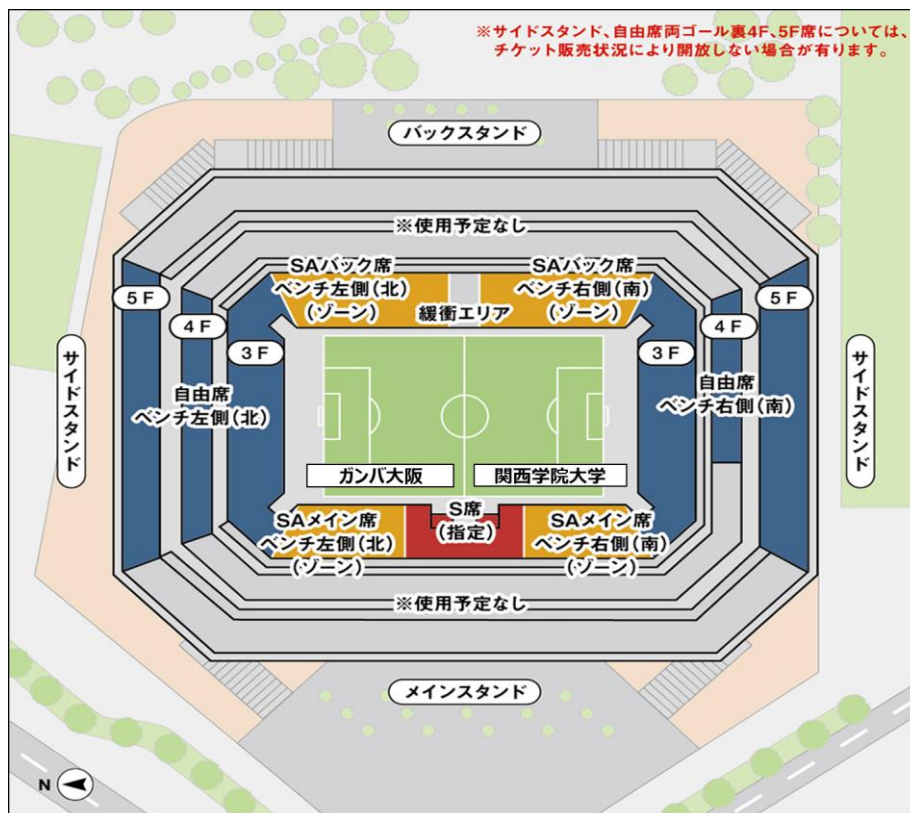 ※サイドスタンド、自由席両ゴール裏4F、5F席については、
チケット販売状況により開放しない場合が有ります。
バックスタンド
※使用予定なし
SAバック席
ベンチ左側(北)
(ゾーン)
緩衝エリア
SAバック席
ベンチ右側(南)
(ゾーン)
5F
4F
3F
自由席
ベンチ左側(北)
サイドスタンド
3F
4F
5F
自由席
ベンチ右側(南)
サイドスタンド
ガンバ大阪
関西学院大学
SAメイン席
ベンチ左側(北)
(ゾーン)
S席
(指定)
SAメイン席
ベンチ右側(南)
(ゾーン)
※使用予定なし
メインスタンド
N